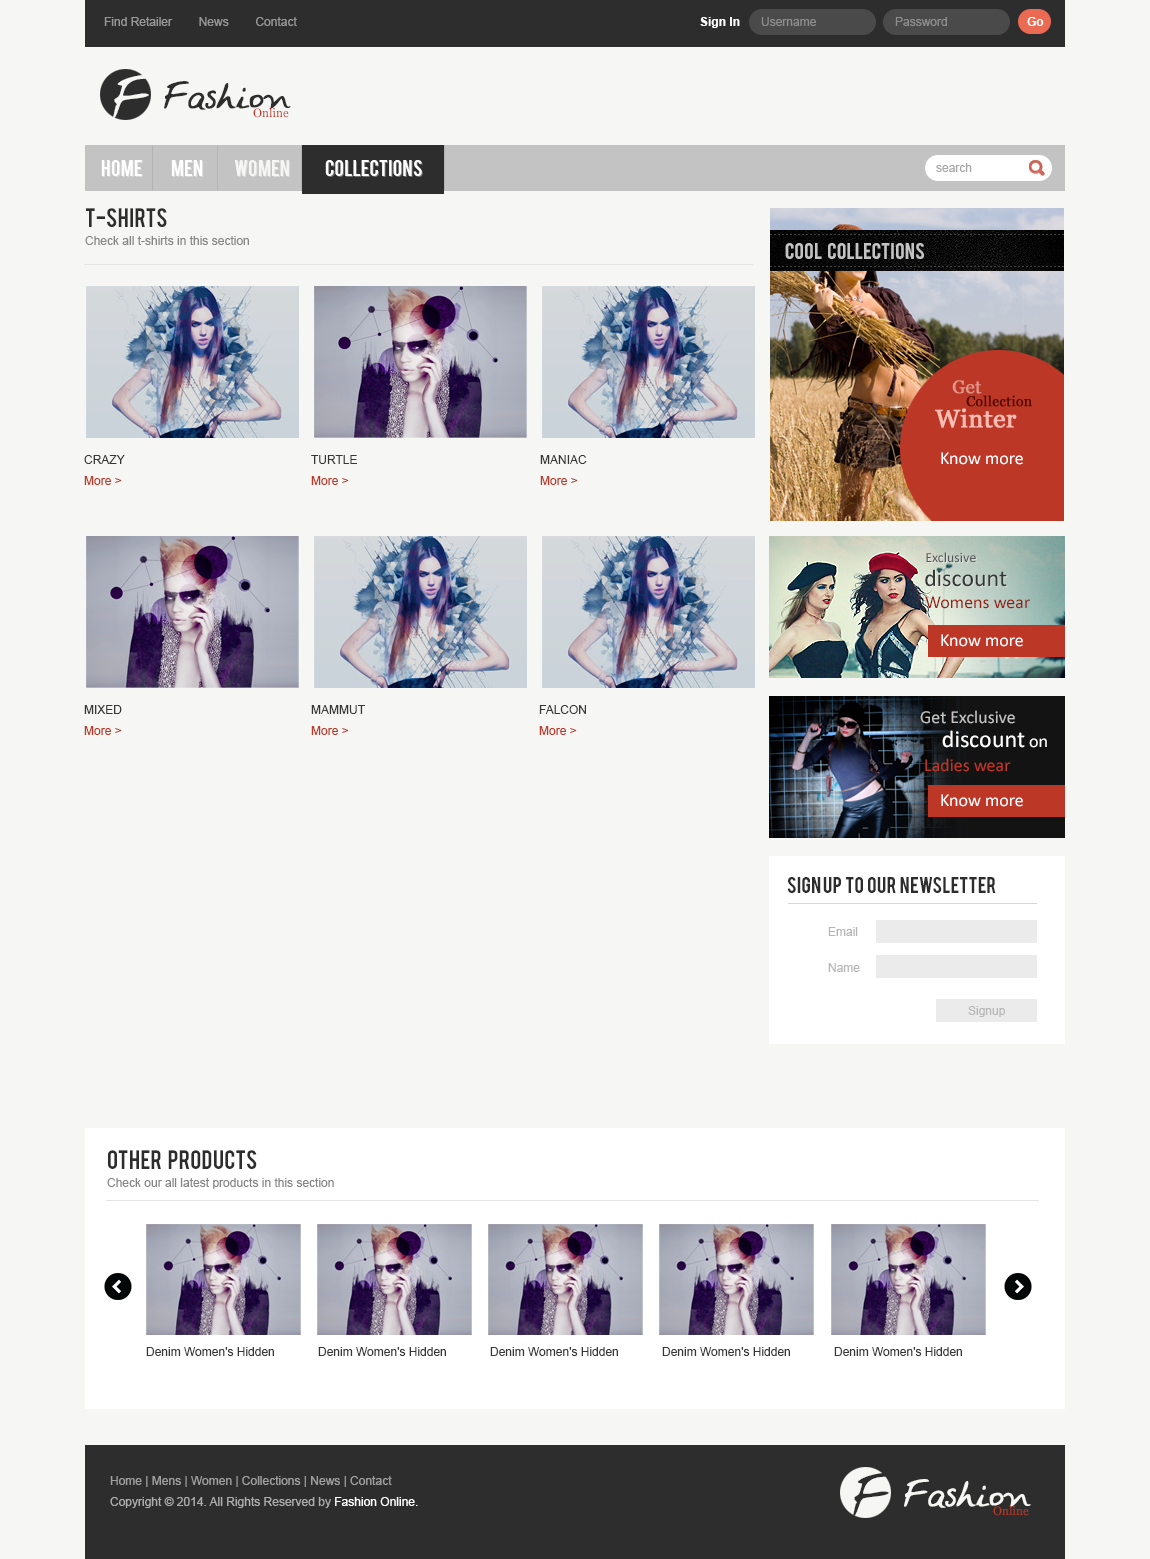 Find Retailer News Contact Sign In Username Password Go
Fashion
Online
HOME MEN WOMEN COLLECTIONS search
T-SHIRTS
Check all t-shirts in this section
CRAZY TURTLE MANIAC
More > More > More >
MIXED MAMMUT FALCON
More > More > More >
COOL COLLECTIONS
Get
Collection
Winter
Know more
Exclusive
discount
Womens wear
Know more
Get Exclusive
discount on
Ladies wear
Know more
SIGNUP TO OUR NEWSLETTER
Email
Name
Signup
OTHER PRODUCTS
Check our all latest products in this section
Denim Women's Hidden Denim Women's Hidden Denim Women's Hidden Denim Women's Hidden Denim Women's Hidden
Home | Mens | Women | Collections | News | Contact
Copyright © 2014. All Rights Reserved by Fashion Online.
Fashion
Online